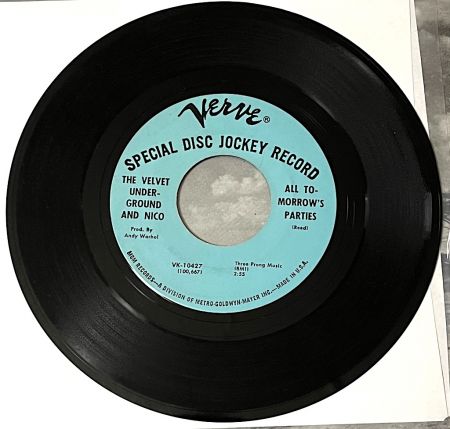 VERVE®
SPECIAL DISC JOCKEY RECORD
THE VELVET
UNDER-
GROUND
AND NICO
Prod. By
Andy Warhol
ALL TO-
MORROW'S
PARTIES
(Reed)
VK-10427
(100,667)
Three Prong Music
(BMI)
2:55
MGM RECORDS—A DIVISION OF METRO-GOLDWYN-MAYER INC.—MADE IN U.S.A.